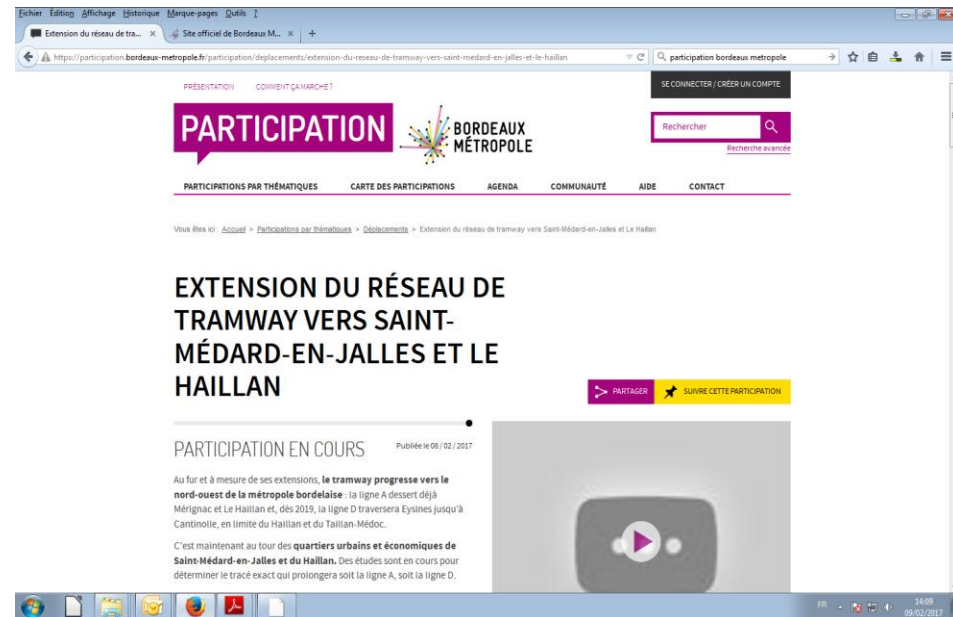 Fichier Édition Affichage Historique Marque-pages Outils ?
Extension du réseau de tra... × Site officiel de Bordeaux M... × +
https://participation.bordeaux-metropole.fr/participation/deplacements/extension-du-reseau-de-tramway-vers-saint-medard-en-jalles-et-le-haillan participation bordeaux metropole
PRÉSENTATION COMMENT ÇA MARCHE ? SE CONNECTER / CRÉER UN COMPTE
PARTICIPATION
BORDEAUX
MÉTROPOLE
Rechercher
Recherche avancée
PARTICIPATIONS PAR THÉMATIQUES CARTE DES PARTICIPATIONS AGENDA COMMUNAUTÉ AIDE CONTACT
Vous êtes ici : Accueil > Participations par thématiques > Déplacements > Extension du réseau de tramway vers Saint-Médard-en-Jalles et Le Haillan
EXTENSION DU RÉSEAU DE
TRAMWAY VERS SAINT-
MÉDARD-EN-JALLES ET LE
HAILLAN
PARTAGER SUIVRE CETTE PARTICIPATION
PARTICIPATION EN COURS Publiée le 08 / 02 / 2017
Au fur et à mesure de ses extensions, le tramway progresse vers le
nord-ouest de la métropole bordelaise : la ligne A dessert déjà
Mérignac et Le Haillan et, dès 2019, la ligne D traversera Eysines jusqu'à
Cantinolle, en limite du Haillan et du Taillan-Médoc.
C'est maintenant au tour des quartiers urbains et économiques de
Saint-Médard-en-Jalles et du Haillan. Des études sont en cours pour
déterminer le tracé exact qui prolongera soit la ligne A, soit la ligne D.
FR 14:09
09/02/2017